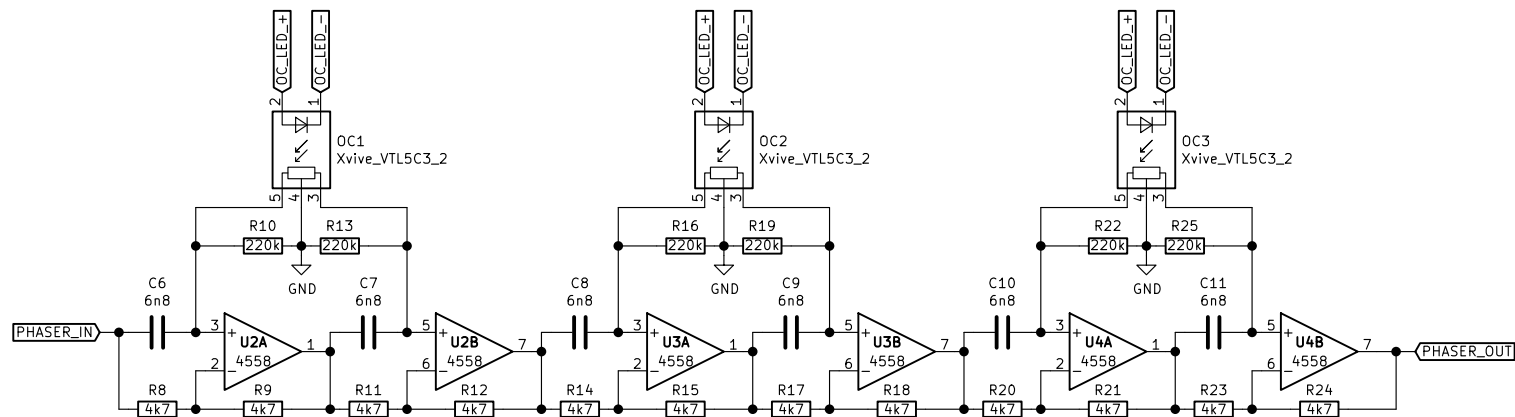 OC_LED_+ OC_LED_- OC_LED_+ OC_LED_- OC_LED_+ OC_LED_-
2 1 2 1 2 1
OC1 OC2 OC3
Xvive_VTL5C3_2 Xvive_VTL5C3_2 Xvive_VTL5C3_2
5 4 3 5 4 3 5 4 3
R10 R13 R16 R19 R22 R25
220k 220k 220k 220k 220k 220k
C6 GND C7 C8 GND C9 C10 GND C11
6n8 6n8 6n8 6n8 6n8 6n8
PHASER_IN 3 + 5 + 3 + 5 + 3 + 5 +
U2A 1 U2B 7 U3A 1 U3B 7 U4A 1 U4B 7 PHASER_OUT
4558 4558 4558 4558 4558 4558
2 - 6 - 2 - 6 - 2 - 6 -
R8 R9 R11 R12 R14 R15 R17 R18 R20 R21 R23 R24
4k7 4k7 4k7 4k7 4k7 4k7 4k7 4k7 4k7 4k7 4k7 4k7